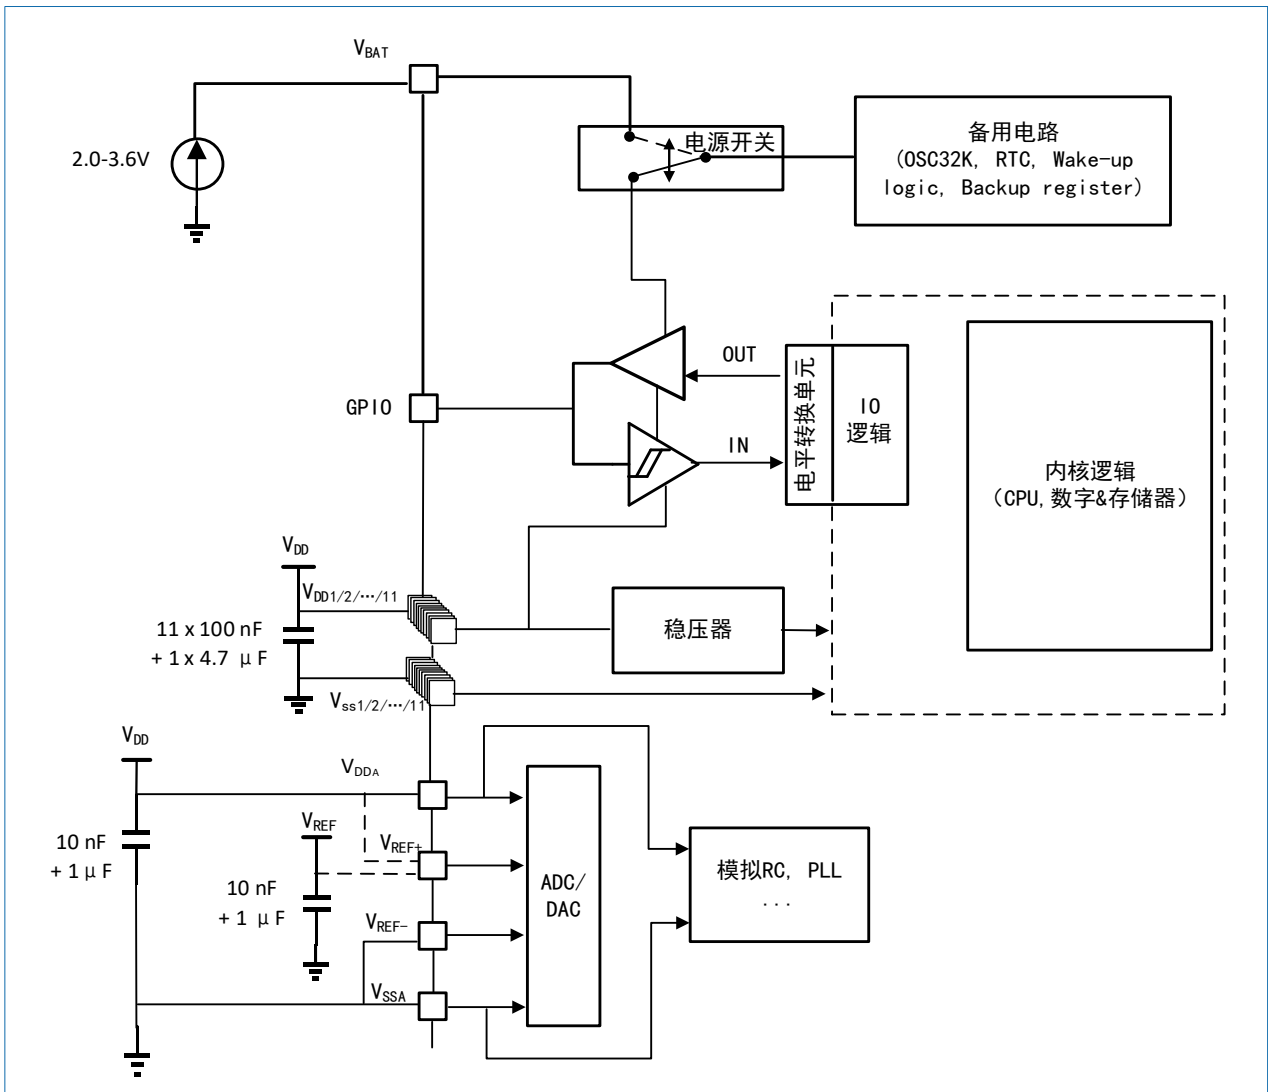 VBAT
2.0-3.6V
电源开关
备用电路
(OSC32K, RTC, Wake-up
logic, Backup register)
OUT
GPIO
IN
电平转换单元
IO
逻辑
内核逻辑
(CPU,数字&存储器)
VDD
VDD1/2/…/11
11 x 100 nF
+ 1 x 4.7 μF
稳压器
Vss1/2/…/11
VDD
VDDA
10 nF
+ 1 μF
VREF
VREF+
10 nF
+ 1 μF
ADC/
DAC
模拟RC, PLL
...
VREF-
VSSA